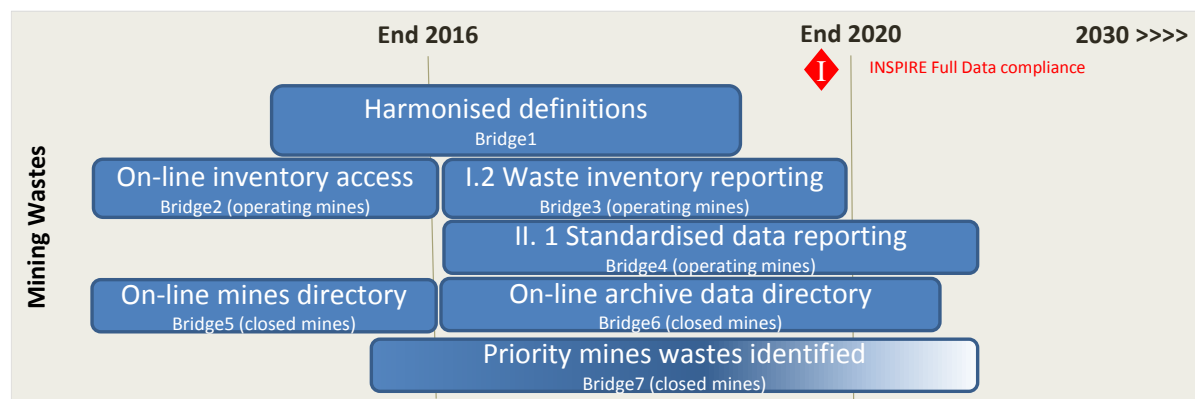 End 2016
End 2020
2030 >>>>
I
INSPIRE Full Data compliance
Mining Wastes
Harmonised definitions
Bridge1
On-line inventory access
Bridge2 (operating mines)
I.2 Waste inventory reporting
Bridge3 (operating mines)
II. 1 Standardised data reporting
Bridge4 (operating mines)
On-line mines directory
Bridge5 (closed mines)
On-line archive data directory
Bridge6 (closed mines)
Priority mines wastes identified
Bridge7 (closed mines)